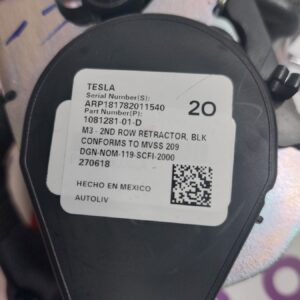 TESLA
Serial Number(S):
ARP181782011540
20
Part Number(P):
1081281-01-D
M3 - 2ND ROW RETRACTOR, BLK
CONFORMS TO MVSS 209
DGN-NOM-119-SCFI-2000
270618
HECHO EN MEXICO
AUTOLIV